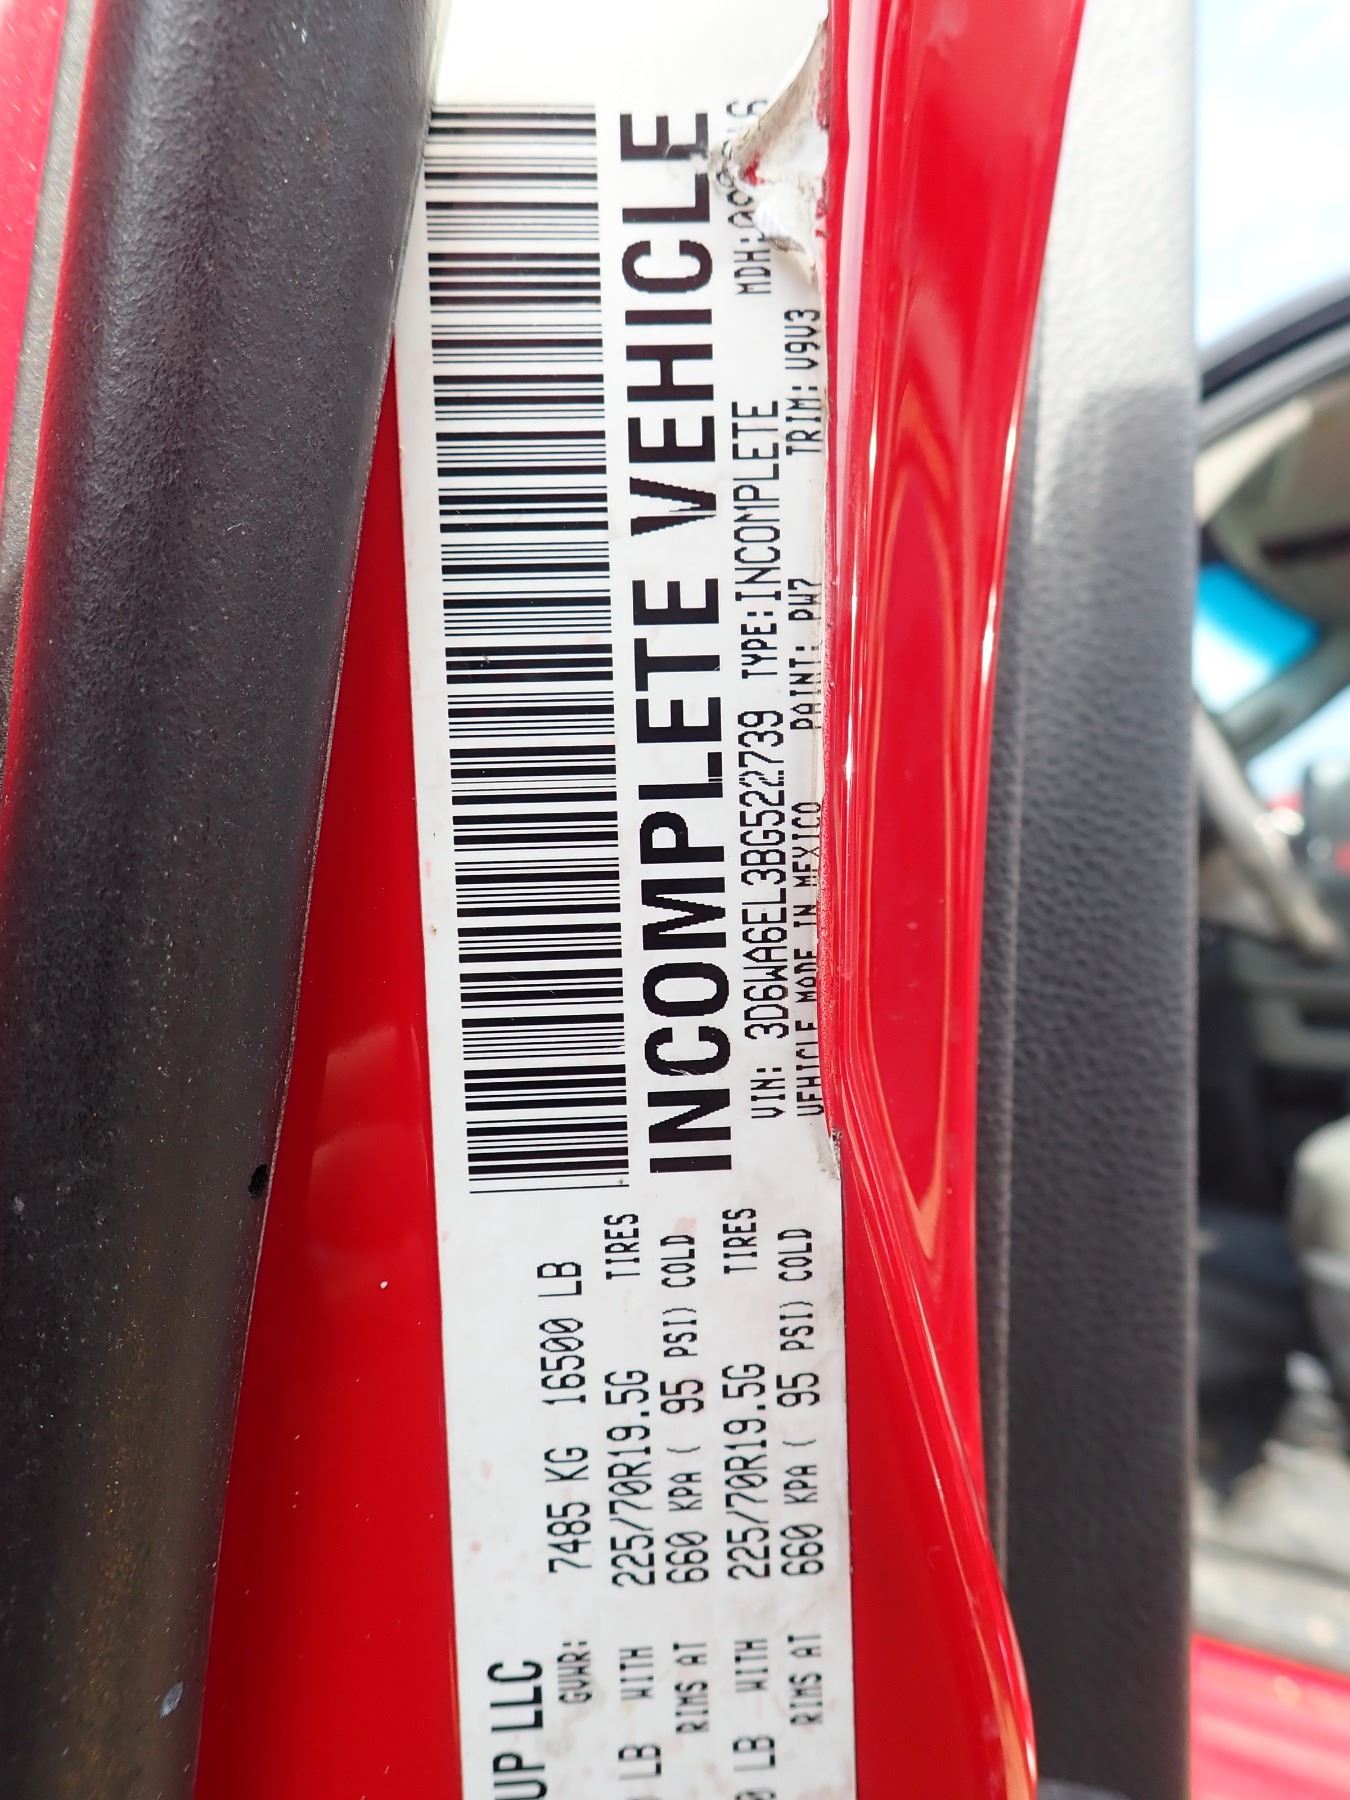 UP LLC
GVWR: 7485 KG 16500 LB
LB WITH 225/70R19.5G TIRES
RIMS AT 660 KPA ( 95 PSI) COLD
0 LB WITH 225/70R19.5G TIRES
RIMS AT 660 KPA ( 95 PSI) COLD
INCOMPLETE VEHICLE
VIN: 3D6WA6EL3BG522739 TYPE:INCOMPLETE MDH:
VEHICLE MADE IN MEXICO PAINT: PW7 TRIM: V9V3